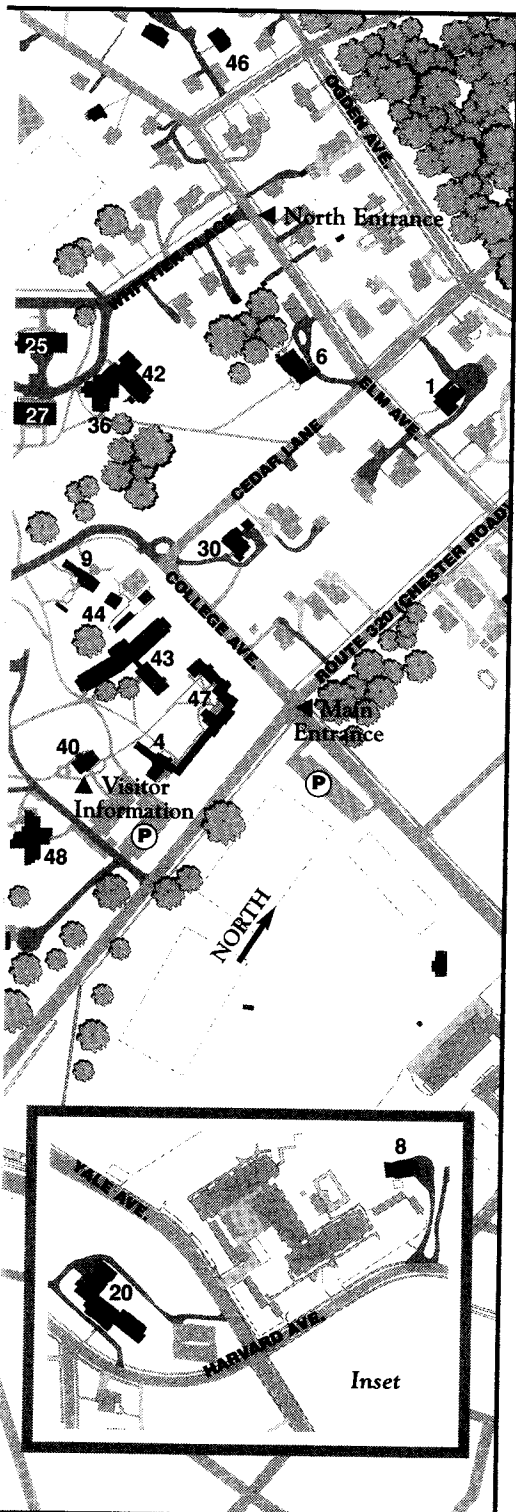 46
OGDEN AVE.
North Entrance
WHITTIER PLACE
25
42
6
1
27
36
ELM AVE.
CEDAR LANE
30
9
COLLEGE AVE.
ROUTE 320 (CHESTER ROAD)
44
43
47
Main
Entrance
40
4
Visitor
Information
P
P
48
NORTH
8
YALE AVE.
20
HARVARD AVE.
Inset